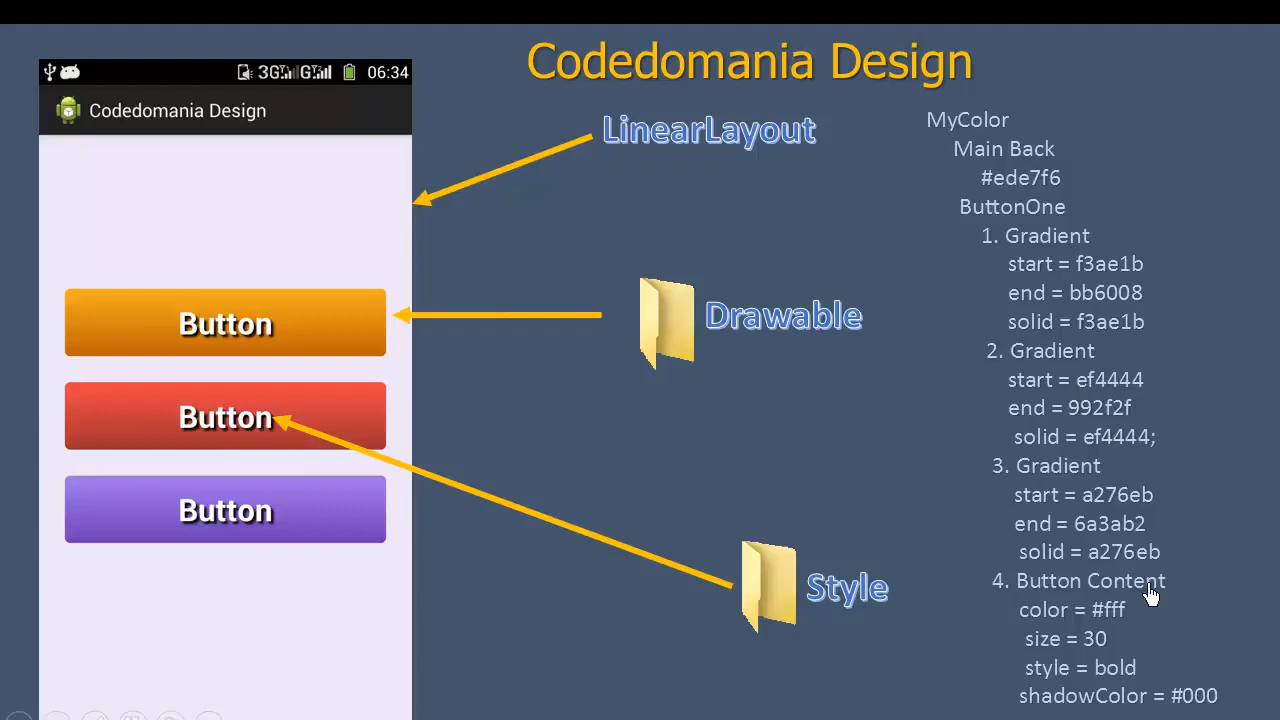 Codedomania Design
3G G 06:34
Codedomania Design
LinearLayout
Button
Drawable
Button
Button
Style
MyColor
Main Back
#ede7f6
ButtonOne
1. Gradient
start = f3ae1b
end = bb6008
solid = f3ae1b
2. Gradient
start = ef4444
end = 992f2f
solid = ef4444;
3. Gradient
start = a276eb
end = 6a3ab2
solid = a276eb
4. Button Content
color = #fff
size = 30
style = bold
shadowColor = #000